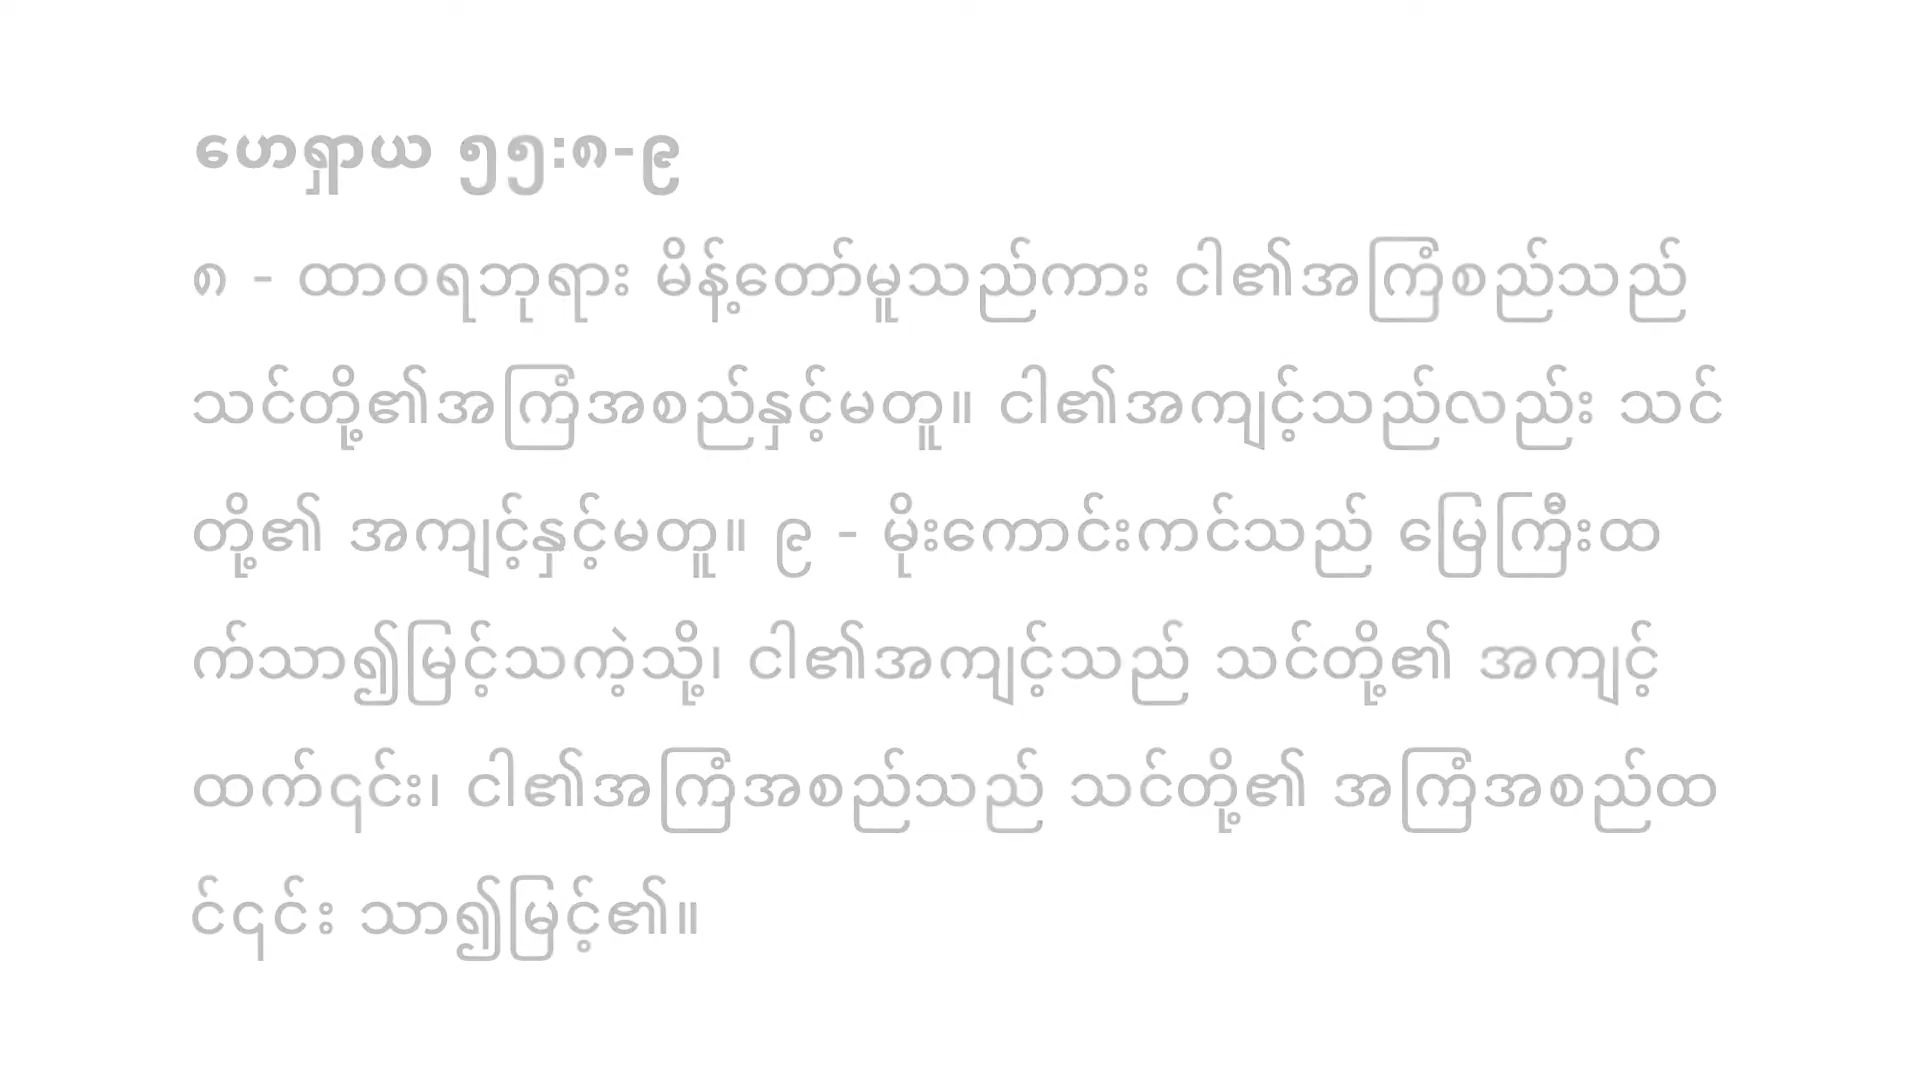 ဟေရှာယ ၅၅:၈-၉
၈ - ထာဝရဘုရား မိန့်တော်မူသည်ကား ငါ၏အကြံစည်သည်
သင်တို့၏အကြံအစည်နှင့်မတူ။ ငါ၏အကျင့်သည်လည်း သင်
တို့၏ အကျင့်နှင့်မတူ။ ၉ - မိုးကောင်းကင်သည် မြေကြီးထ
က်သာ၍မြင့်သကဲ့သို့၊ ငါ၏အကျင့်သည် သင်တို့၏ အကျင့်
ထက်၎င်း၊ ငါ၏အကြံအစည်သည် သင်တို့၏ အကြံအစည်ထ
င်၎င်း သာ၍မြင့်၏။